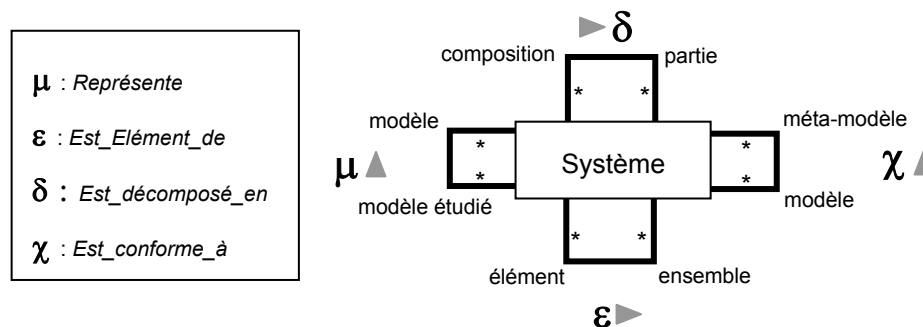 μ : Représente
ε : Est_Elément_de
δ : Est_décomposé_en
χ : Est_conforme_à
δ
composition
partie
* *
modèle
méta-modèle
*
*
μ
Système
χ
*
*
modèle étudié
modèle
* *
élément
ensemble
ε